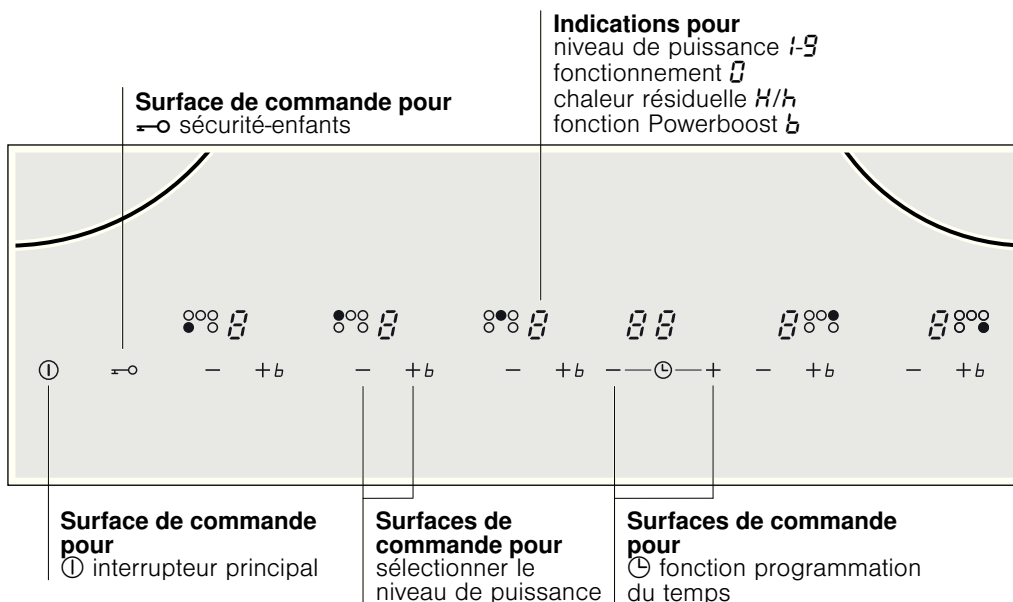 Indications pour
niveau de puissance 1-9
fonctionnement 0
chaleur résiduelle H/h
fonction Powerboost b
Surface de commande pour
sécurité-enfants
8 8 8 88 8 8
− +b − +b − +b − + − +b − +b
Surface de commande
pour
interrupteur principal
Surfaces de
commande pour
sélectionner le
niveau de puissance
Surfaces de commande
pour
fonction programmation
du temps